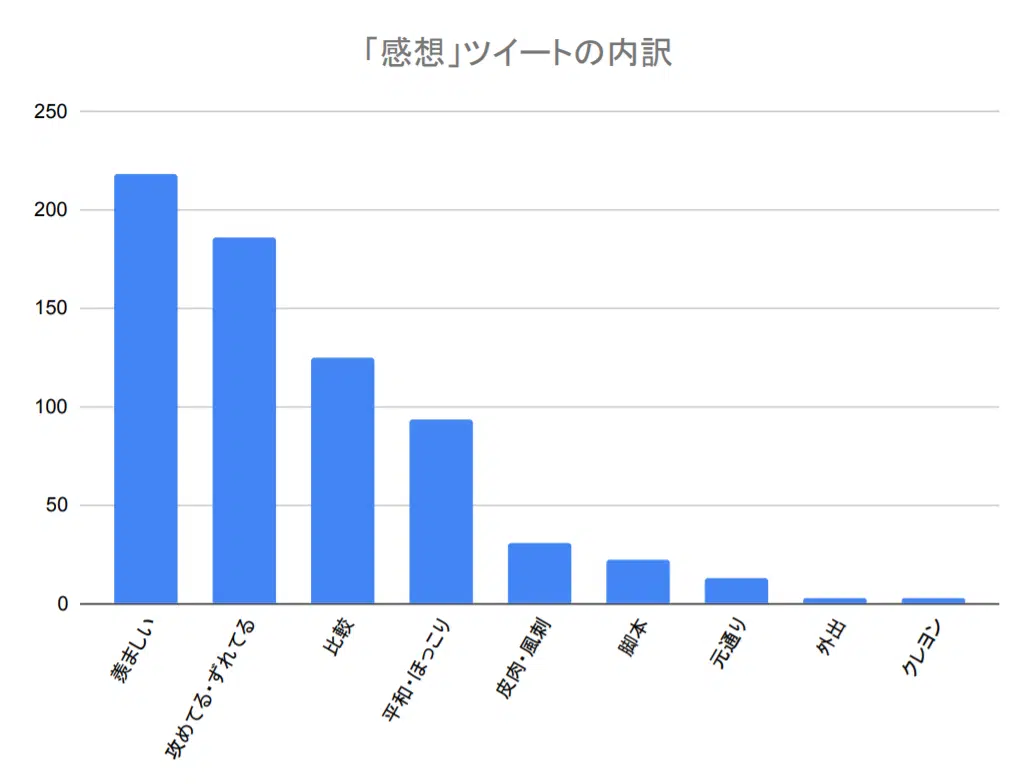 「感想」ツイートの内訳
250
200
150
100
50
0
羨ましい
攻めてる・ずれてる
比較
平和・ほっこり
皮肉・風刺
脚本
元通り
外出
クレヨン